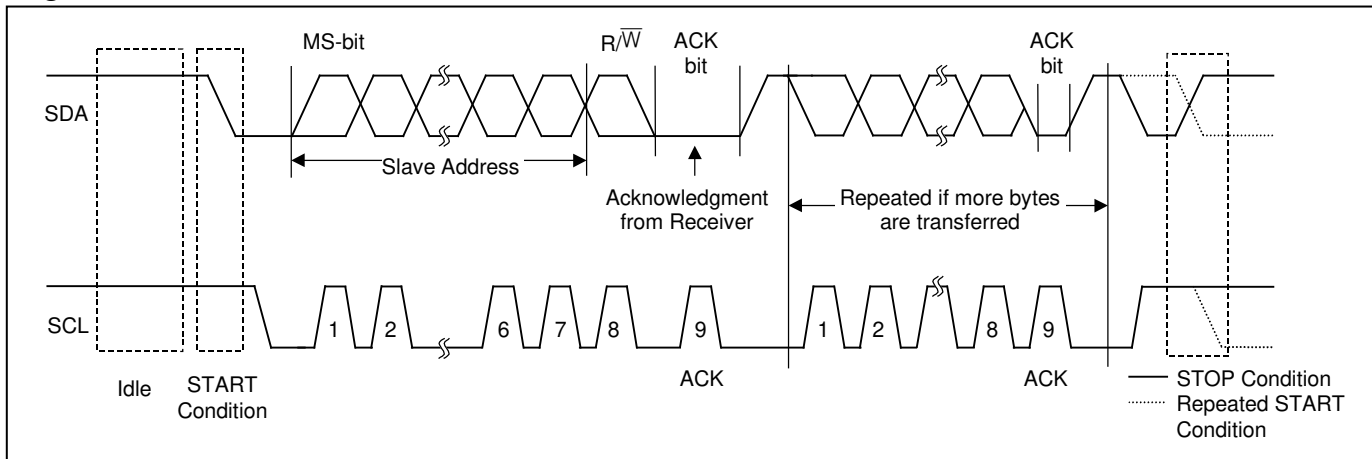 MS-bit
R/W̅
ACK
bit
ACK
bit
SDA
Slave Address
Acknowledgment
from Receiver
Repeated if more bytes
are transferred
SCL
1 2 6 7 8 9 1 2 8 9
Idle
START
Condition
ACK
ACK
STOP Condition
Repeated START
Condition